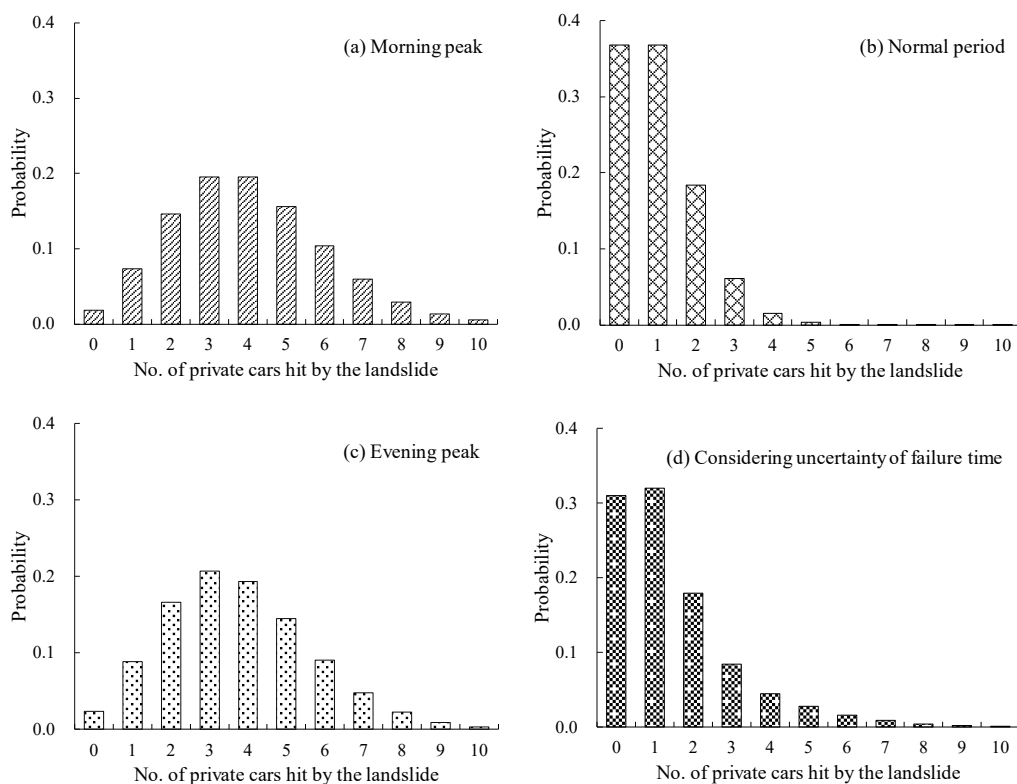 (a) Morning peak
Probability
0.4
0.3
0.2
0.1
0.0
0 1 2 3 4 5 6 7 8 9 10
No. of private cars hit by the landslide
(b) Normal period
Probability
0.4
0.3
0.2
0.1
0.0
0 1 2 3 4 5 6 7 8 9 10
No. of private cars hit by the landslide
(c) Evening peak
Probability
0.4
0.3
0.2
0.1
0.0
0 1 2 3 4 5 6 7 8 9 10
No. of private cars hit by the landslide
(d) Considering uncertainty of failure time
Probability
0.4
0.3
0.2
0.1
0.0
0 1 2 3 4 5 6 7 8 9 10
No. of private cars hit by the landslide